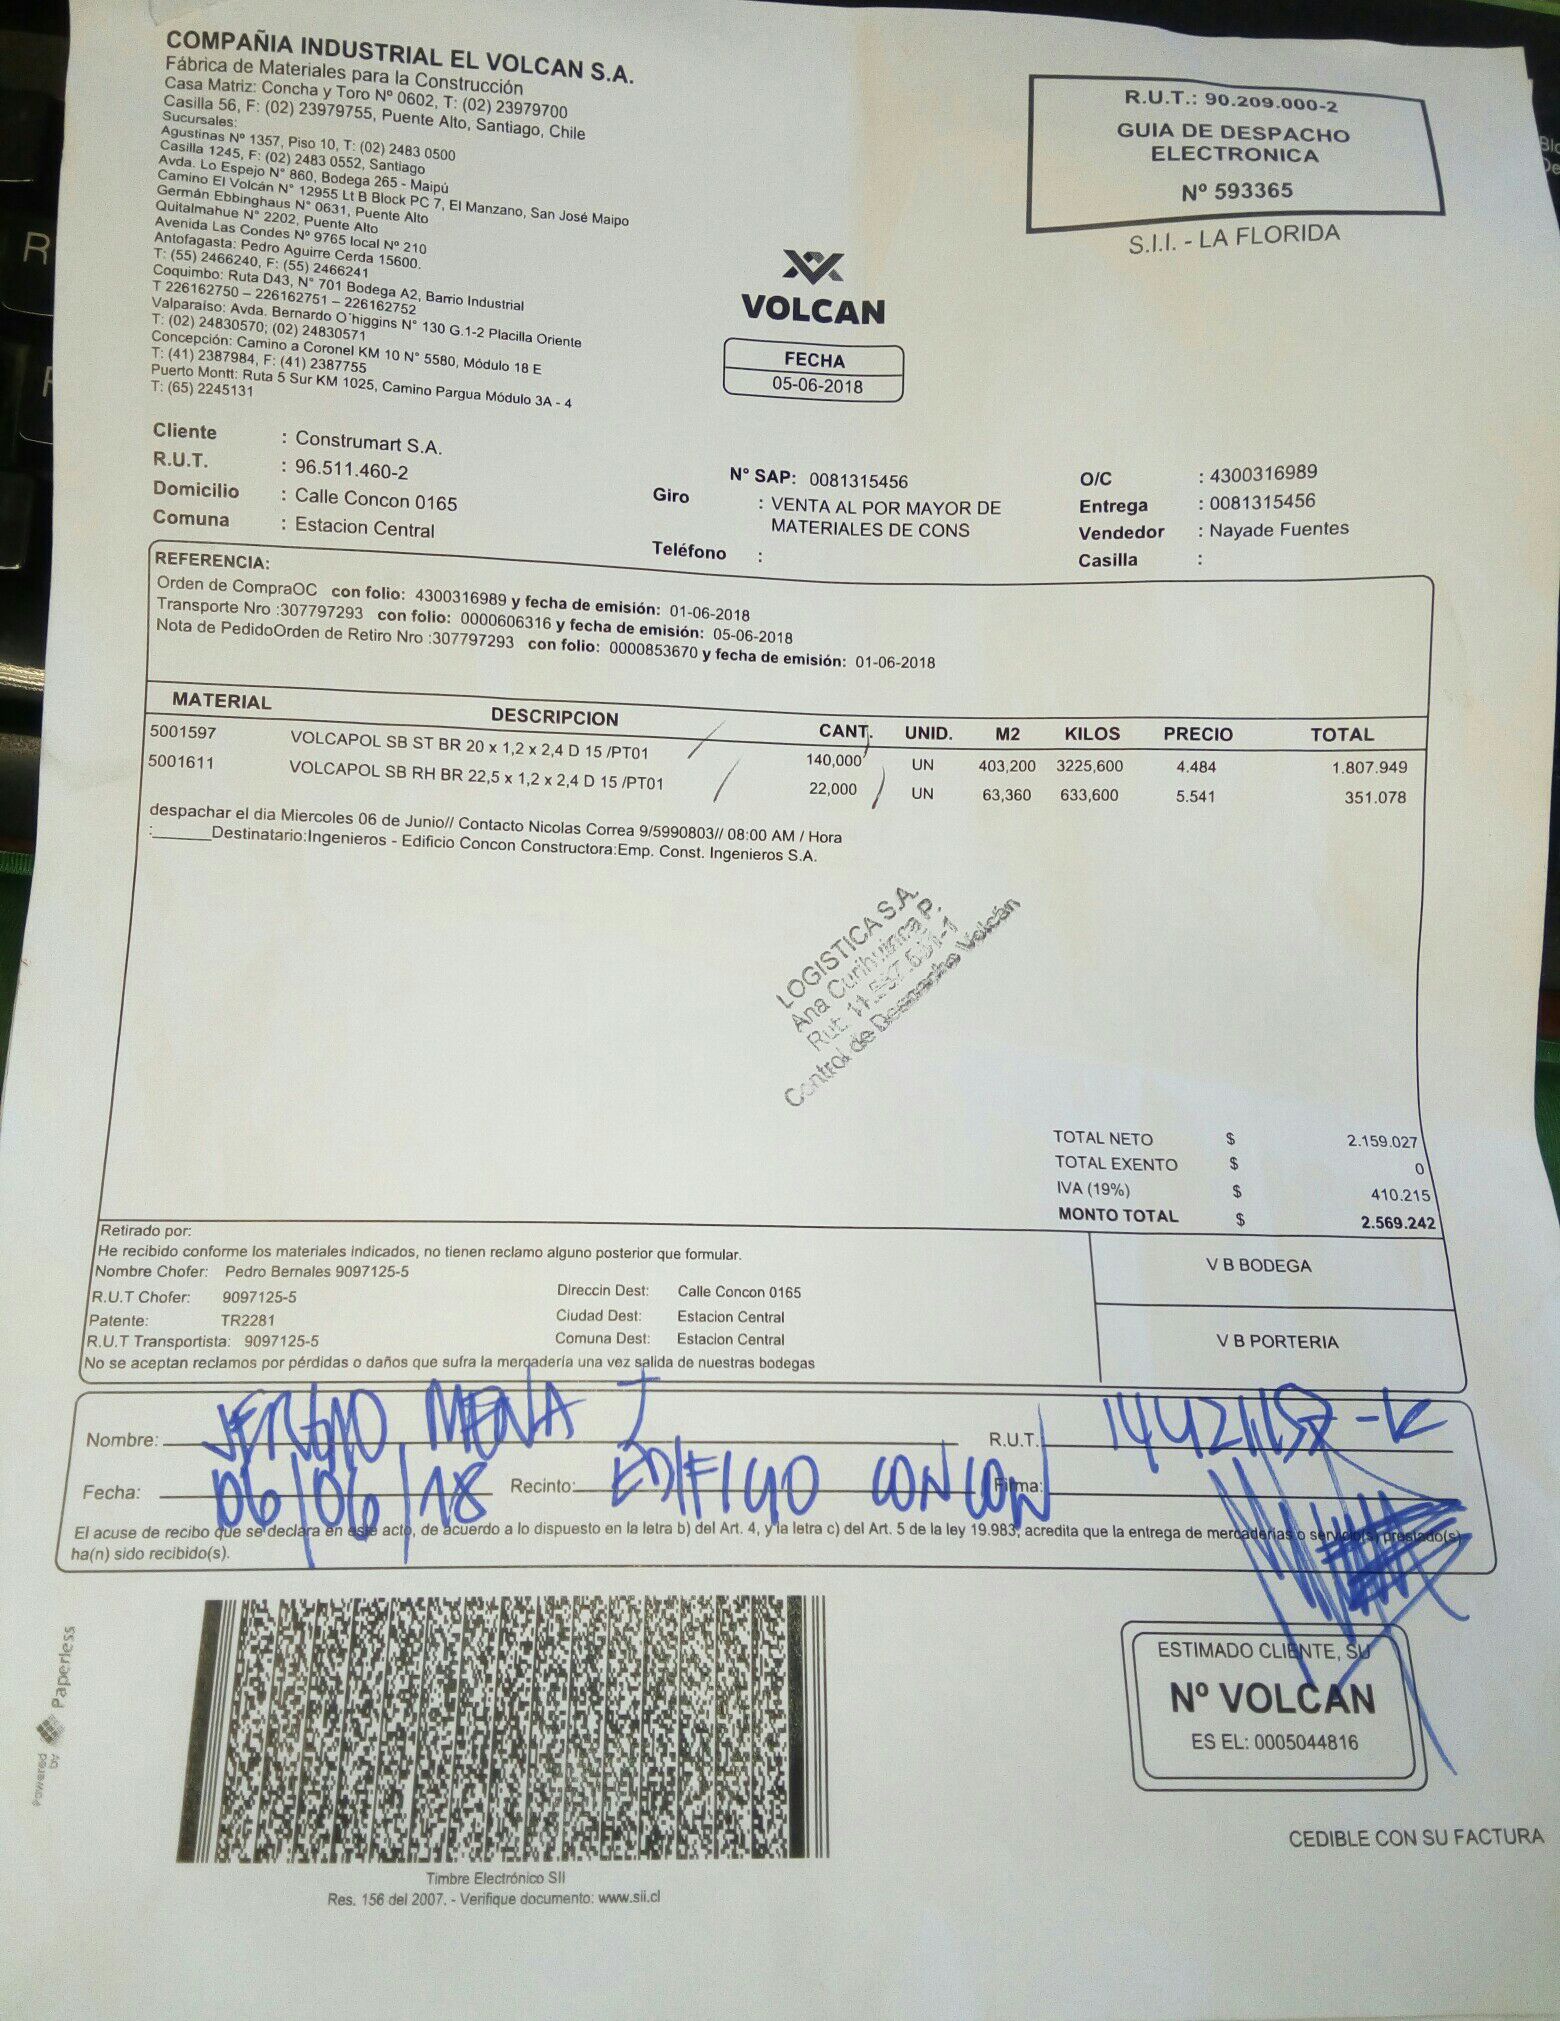 COMPAÑIA INDUSTRIAL EL VOLCAN S.A.
Fábrica de Materiales para la Construcción
Casa Matriz: Concha y Toro Nº 0602, T: (02) 23979700
Casilla 56, F: (02) 23979755, Puente Alto, Santiago, Chile
Sucursales:
Agustinas Nº 1357, Piso 10, T: (02) 2483 0500
Casilla 1245, F: (02) 2483 0552, Santiago
Avda. Lo Espejo N° 860, Bodega 265 - Maipú
Camino El Volcán N° 12955 Lt B Block PC 7, El Manzano, San José Maipo
Germán Ebbinghaus N° 0631, Puente Alto
Quitalmahue N° 2202, Puente Alto
Avenida Las Condes N° 9765 local N° 210
Antofagasta: Pedro Aguirre Cerda 15600.
T: (55) 2466240, F: (55) 2466241
Coquimbo: Ruta D43, N° 701 Bodega A2, Barrio Industrial
T 226162750 – 226162751 – 226162752
Valparaiso: Avda. Bernardo O´higgins N° 130 G.1-2 Placilla Oriente
T: (02) 24830570; (02) 24830571
Concepción: Camino a Coronel KM 10 N° 5580, Módulo 18 E
T: (41) 2387984, F: (41) 2387755
Puerto Montt: Ruta 5 Sur KM 1025, Camino Pargua Módulo 3A - 4
T: (65) 2245131
R.U.T.: 90.209.000-2
GUIA DE DESPACHO
ELECTRONICA
Nº 593365
S.I.I. - LA FLORIDA
VOLCAN
FECHA
05-06-2018
Cliente : Construmart S.A.
R.U.T. : 96.511.460-2
Domicilio : Calle Concon 0165
Comuna : Estacion Central
N° SAP: 0081315456
Giro : VENTA AL POR MAYOR DE
MATERIALES DE CONS
Teléfono :
O/C : 4300316989
Entrega : 0081315456
Vendedor : Nayade Fuentes
Casilla :
REFERENCIA:
Orden de CompraOC con folio: 4300316989 y fecha de emisión: 01-06-2018
Transporte Nro :307797293 con folio: 0000606316 y fecha de emisión: 05-06-2018
Nota de PedidoOrden de Retiro Nro :307797293 con folio: 0000853670 y fecha de emisión: 01-06-2018
MATERIAL DESCRIPCION CANT. UNID. M2 KILOS PRECIO TOTAL
5001597 VOLCAPOL SB ST BR 20 x 1,2 x 2,4 D 15 /PT01 140,000 UN 403,200 3225,600 4.484 1.807.949
5001611 VOLCAPOL SB RH BR 22,5 x 1,2 x 2,4 D 15 /PT01 22,000 UN 63,360 633,600 5.541 351.078
despachar el dia Miercoles 06 de Junio// Contacto Nicolas Correa 9/5990803// 08:00 AM / Hora
:_______Destinatario:Ingenieros - Edificio Concon Constructora:Emp. Const. Ingenieros S.A.
LOGISTICA S.A.
Ana Curihuinca P.
Rut:
Control de Despacho Volcán
TOTAL NETO $ 2.159.027
TOTAL EXENTO $ 0
IVA (19%) $ 410.215
MONTO TOTAL $ 2.569.242
Retirado por:
He recibido conforme los materiales indicados, no tienen reclamo alguno posterior que formular.
Nombre Chofer: Pedro Bernales 9097125-5
R.U.T Chofer: 9097125-5
Patente: TR2281
R.U.T Transportista: 9097125-5
Direccin Dest: Calle Concon 0165
Ciudad Dest: Estacion Central
Comuna Dest: Estacion Central
No se aceptan reclamos por pérdidas o daños que sufra la mercadería una vez salida de nuestras bodegas
V B BODEGA
V B PORTERIA
Nombre: SERGIO MENA J R.U.T.
Fecha: 06/06/18 Recinto: EDIFICIO CONCON Firma:
El acuse de recibo que se declara en este acto, de acuerdo a lo dispuesto en la letra b) del Art. 4, y la letra c) del Art. 5 de la ley 19.983, acredita que la entrega de mercaderías o servicio(s) prestado(s)
ha(n) sido recibido(s).
Powered by Paperless
Timbre Electrónico SII
Res. 156 del 2007. - Verifique documento: www.sii.cl
ESTIMADO CLIENTE, SU
Nº VOLCAN
ES EL: 0005044816
CEDIBLE CON SU FACTURA